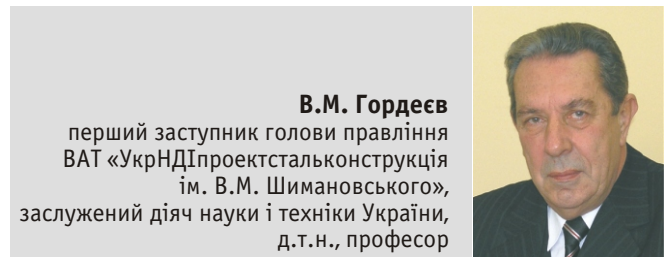 В.М. Гордеєв
перший заступник голови правління
ВАТ «УкрНДІпроектстальконструкція
ім. В.М. Шимановського»,
заслужений діяч науки і техніки України,
д.т.н., професор